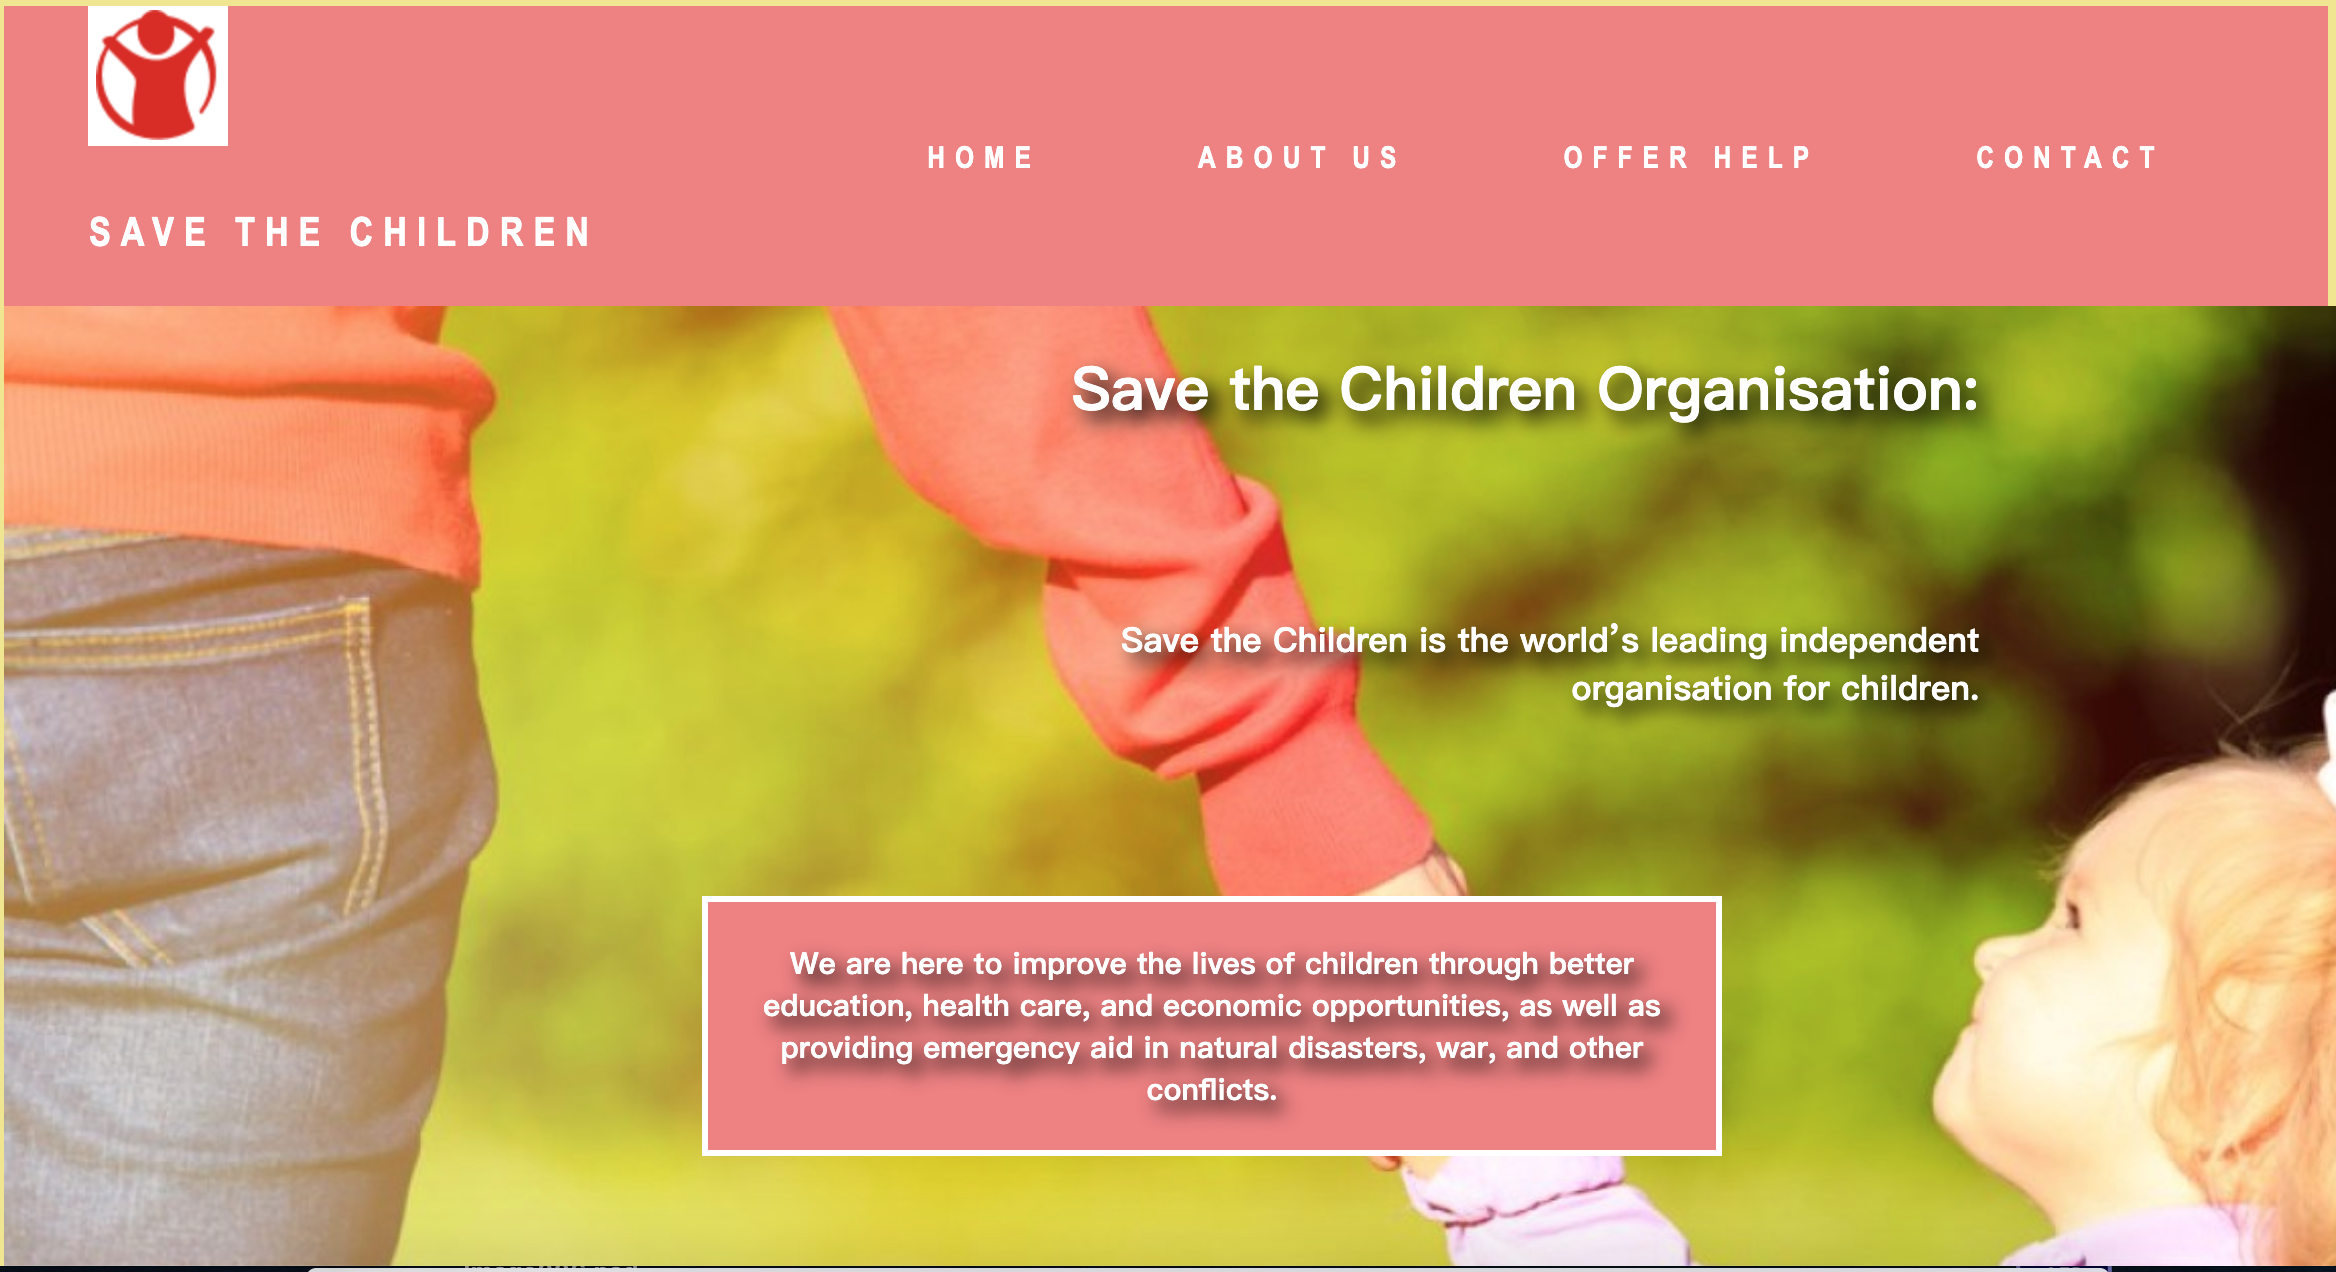 HOME ABOUT US OFFER HELP CONTACT
SAVE THE CHILDREN
Save the Children Organisation:
Save the Children is the world’s leading independent
organisation for children.
We are here to improve the lives of children through better
education, health care, and economic opportunities, as well as
providing emergency aid in natural disasters, war, and other
conflicts.